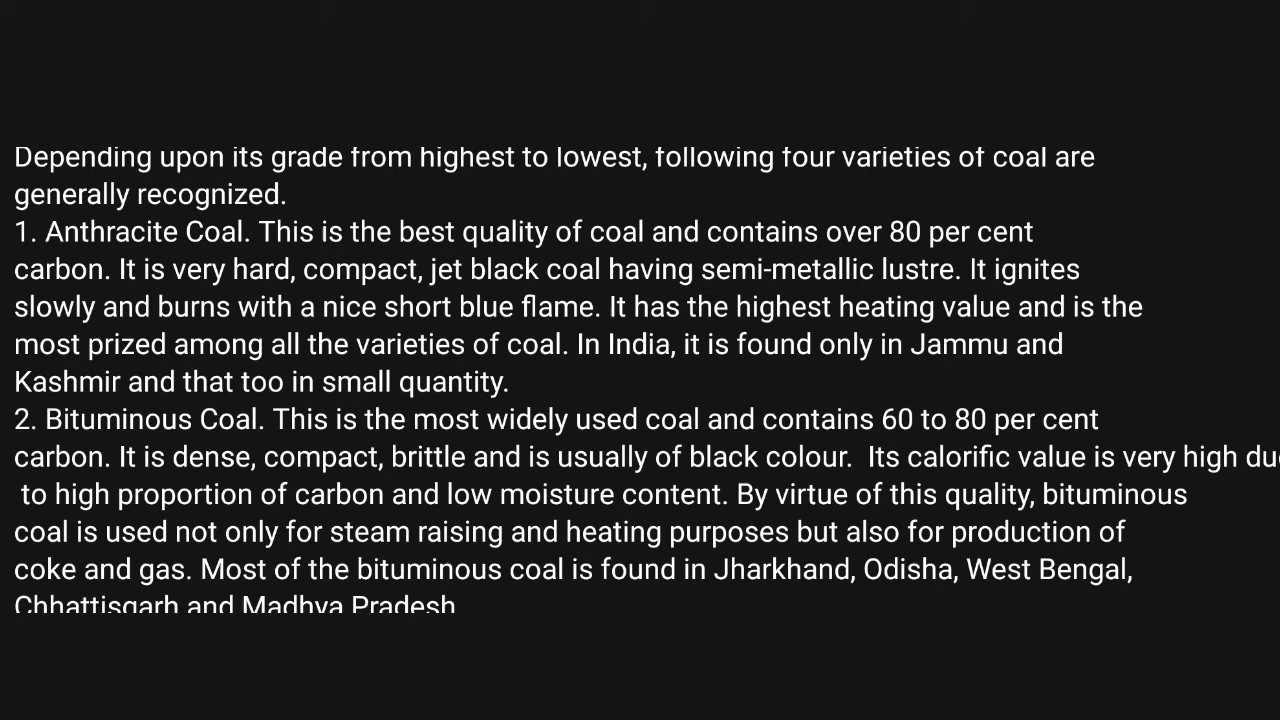 Depending upon its grade from highest to lowest, following four varieties of coal are
generally recognized.
1. Anthracite Coal. This is the best quality of coal and contains over 80 per cent
carbon. It is very hard, compact, jet black coal having semi-metallic lustre. It ignites
slowly and burns with a nice short blue flame. It has the highest heating value and is the
most prized among all the varieties of coal. In India, it is found only in Jammu and
Kashmir and that too in small quantity.
2. Bituminous Coal. This is the most widely used coal and contains 60 to 80 per cent
carbon. It is dense, compact, brittle and is usually of black colour.  Its calorific value is very high due
 to high proportion of carbon and low moisture content. By virtue of this quality, bituminous
coal is used not only for steam raising and heating purposes but also for production of
coke and gas. Most of the bituminous coal is found in Jharkhand, Odisha, West Bengal,
Chhattisgarh and Madhya Pradesh